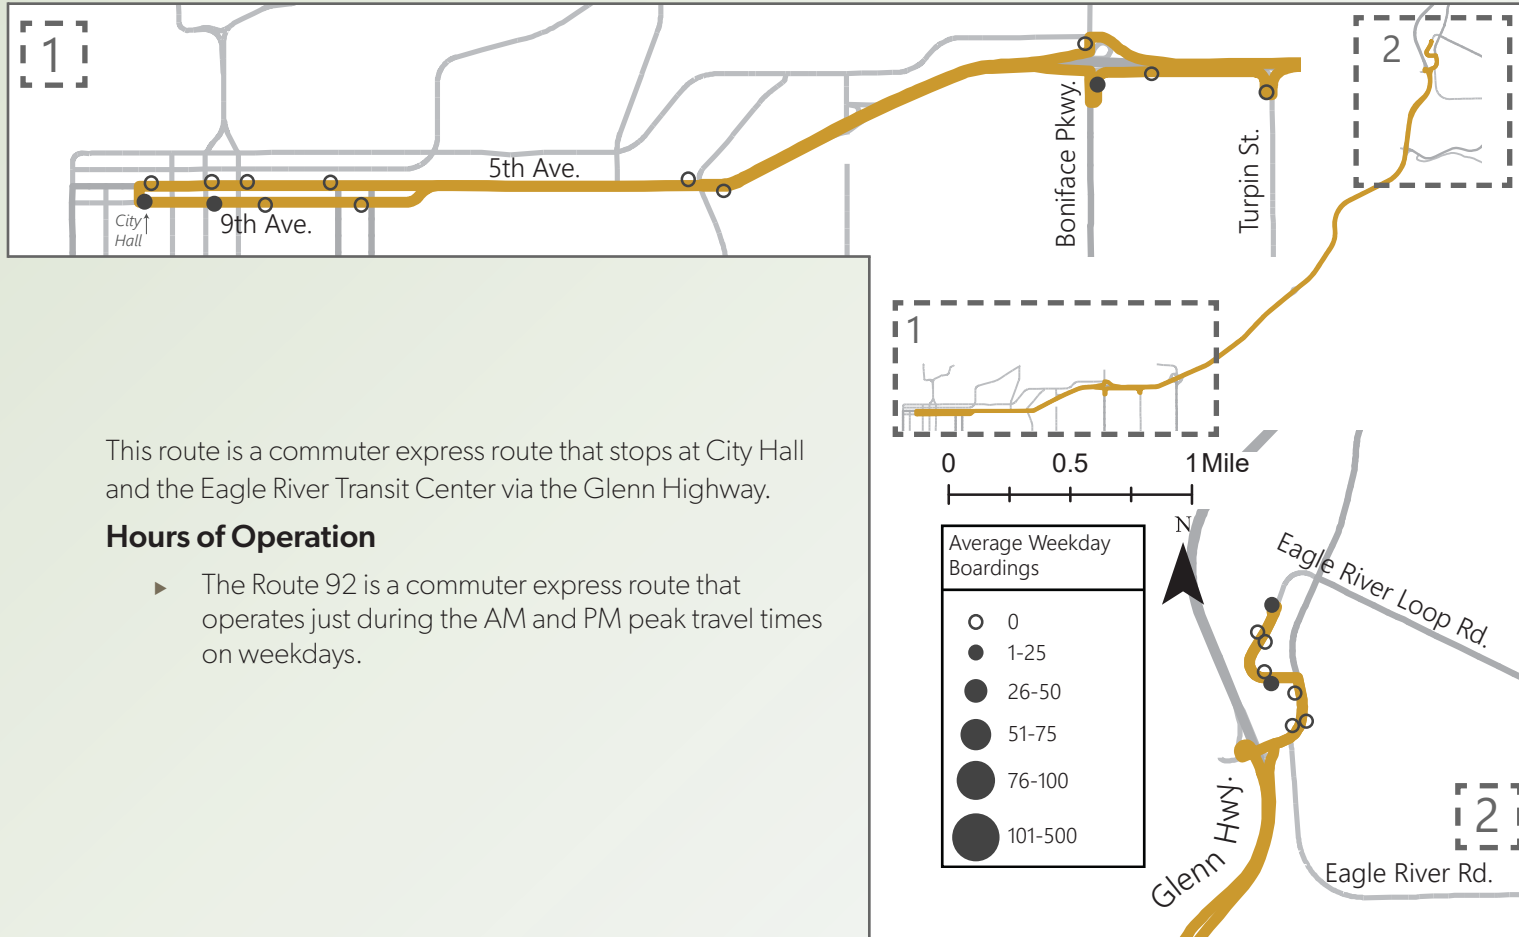 1
5th Ave.
9th Ave.
City
Hall
Boniface Pkwy.
Turpin St.
2
1
This route is a commuter express route that stops at City Hall
and the Eagle River Transit Center via the Glenn Highway.
Hours of Operation
The Route 92 is a commuter express route that
operates just during the AM and PM peak travel times
on weekdays.
0 0.5 1 Mile
N
Average Weekday
Boardings
0
1-25
26-50
51-75
76-100
101-500
Eagle River Loop Rd.
Glenn Hwy.
2
Eagle River Rd.